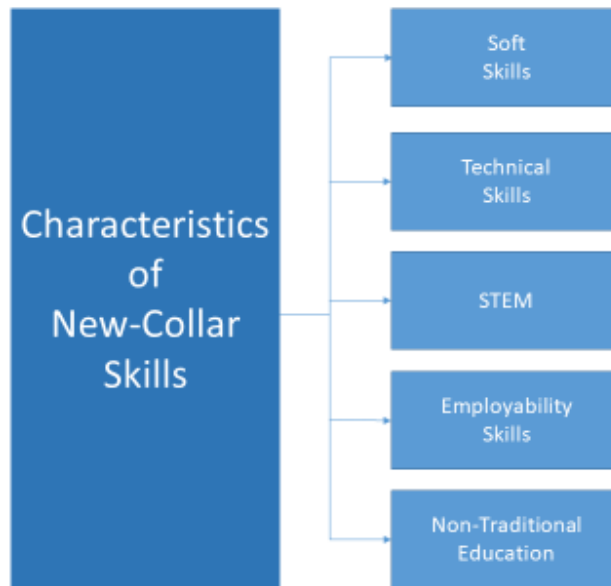 Characteristics
of
New-Collar
Skills
Soft
Skills
Technical
Skills
STEM
Employability
Skills
Non-Traditional
Education